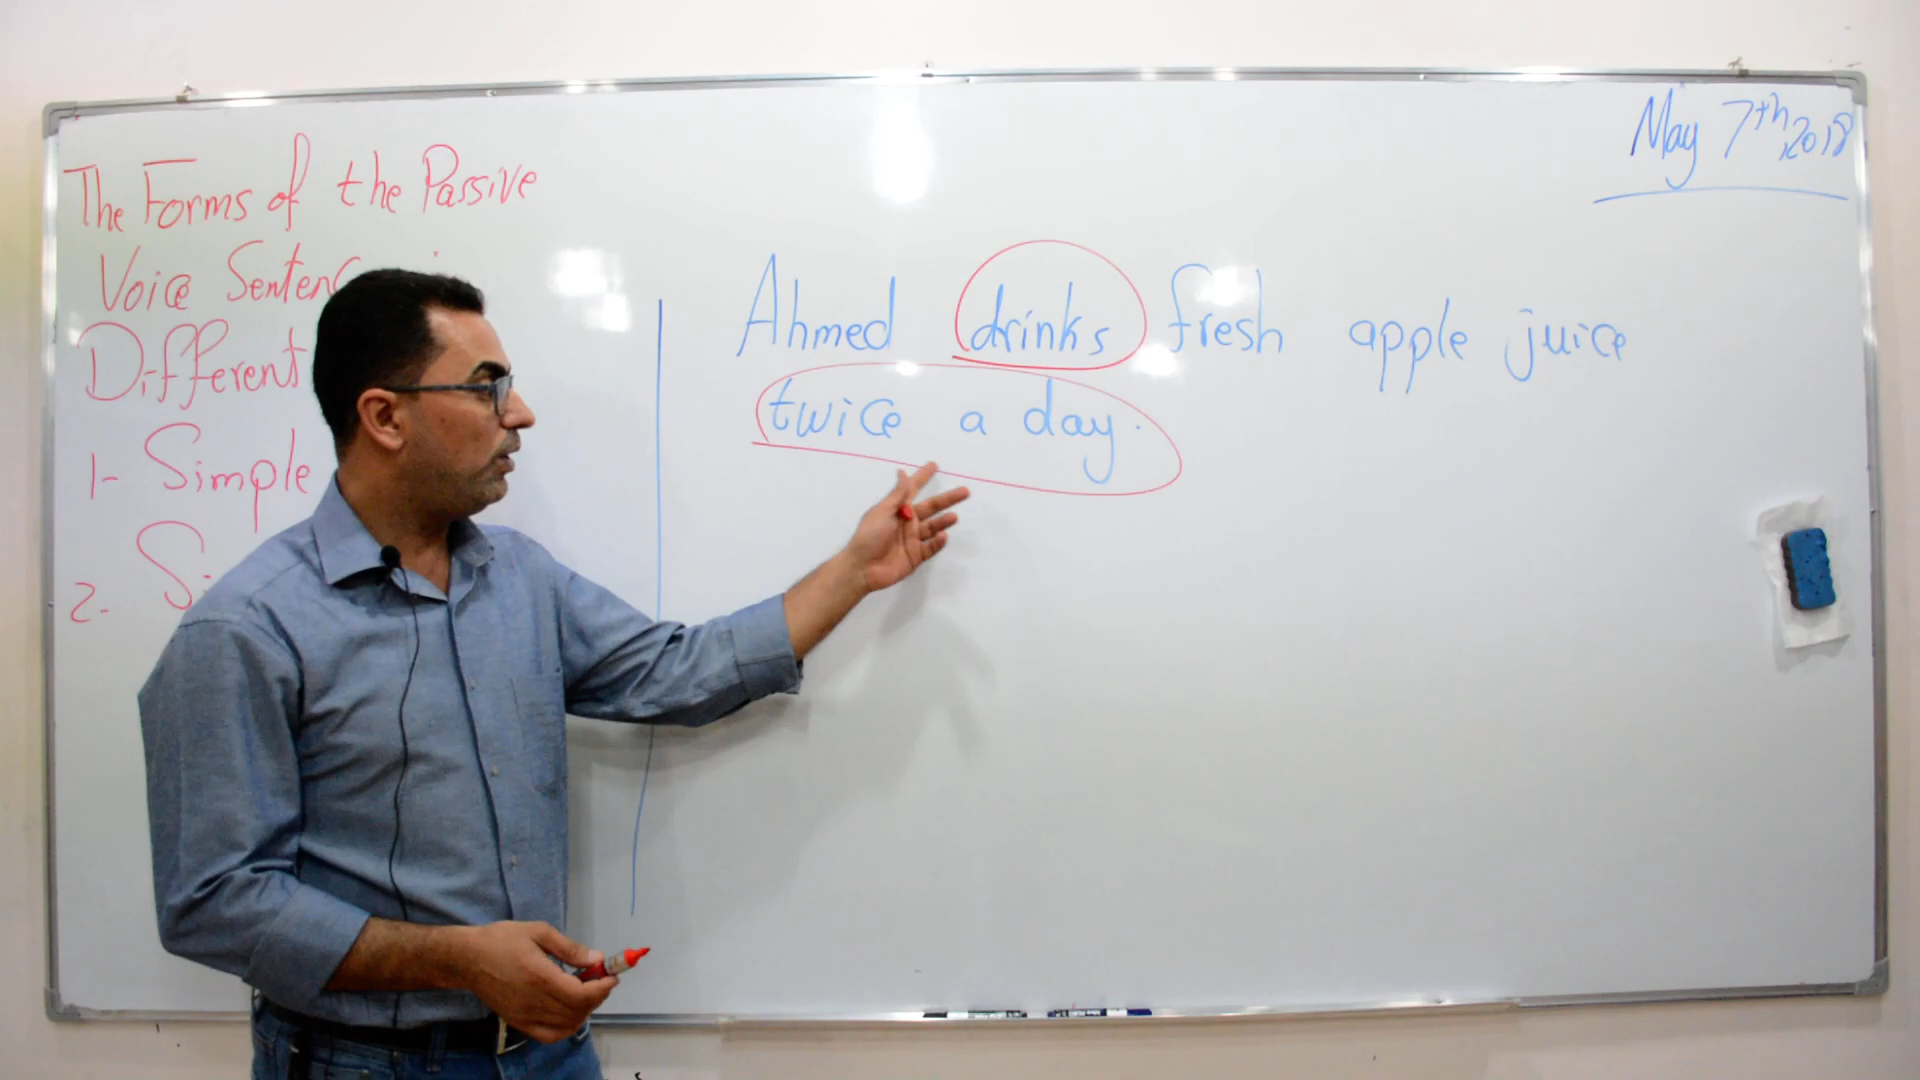 The Forms of the Passive
Voice
Different
1- Simple
2-
May 7th, 2018
Ahmed drinks fresh apple juice
twice a day.